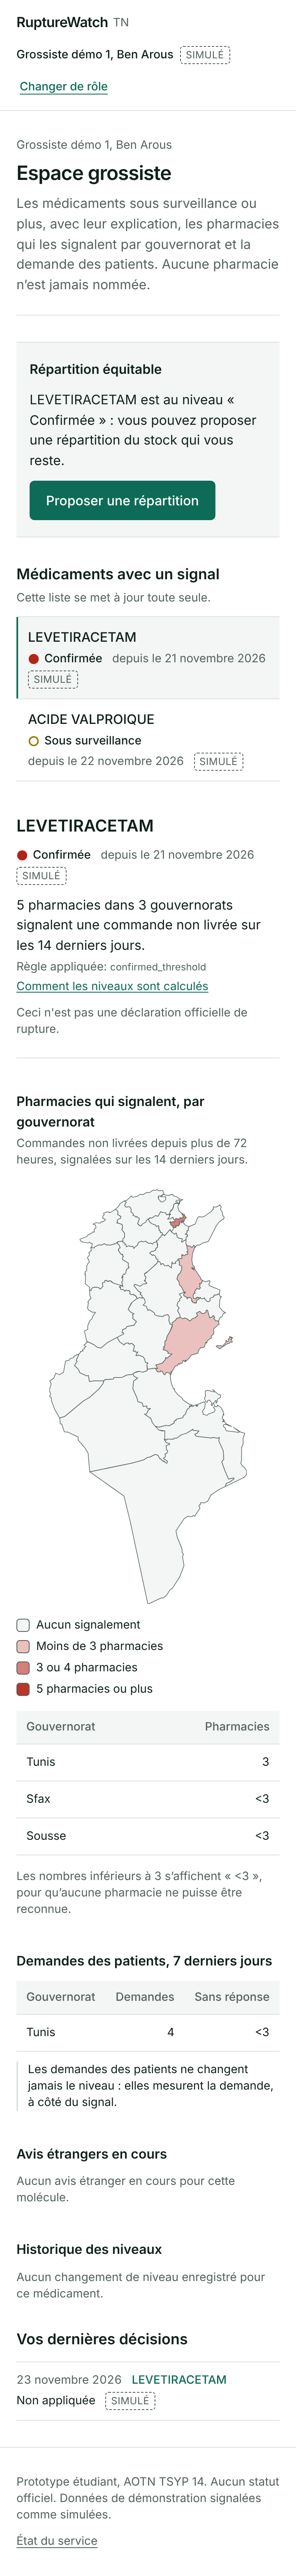 RuptureWatch TN
Grossiste démo 1, Ben Arous SIMULÉ
Changer de rôle
Grossiste démo 1, Ben Arous
Espace grossiste
Les médicaments sous surveillance ou
plus, avec leur explication, les pharmacies
qui les signalent par gouvernorat et la
demande des patients. Aucune pharmacie
n’est jamais nommée.
Répartition équitable
LEVETIRACETAM est au niveau «
Confirmée » : vous pouvez proposer
une répartition du stock qui vous
reste.
Proposer une répartition
Médicaments avec un signal
Cette liste se met à jour toute seule.
LEVETIRACETAM
Confirmée depuis le 21 novembre 2026
SIMULÉ
ACIDE VALPROIQUE
Sous surveillance
depuis le 22 novembre 2026 SIMULÉ
LEVETIRACETAM
Confirmée depuis le 21 novembre 2026
SIMULÉ
5 pharmacies dans 3 gouvernorats
signalent une commande non livrée sur
les 14 derniers jours.
Règle appliquée: confirmed_threshold
Comment les niveaux sont calculés
Ceci n'est pas une déclaration officielle de
rupture.
Pharmacies qui signalent, par
gouvernorat
Commandes non livrées depuis plus de 72
heures, signalées sur les 14 derniers jours.
Aucun signalement
Moins de 3 pharmacies
3 ou 4 pharmacies
5 pharmacies ou plus
Gouvernorat Pharmacies
Tunis 3
Sfax <3
Sousse <3
Les nombres inférieurs à 3 s’affichent « <3 »,
pour qu’aucune pharmacie ne puisse être
reconnue.
Demandes des patients, 7 derniers jours
Gouvernorat Demandes Sans réponse
Tunis 4 <3
Les demandes des patients ne changent
jamais le niveau : elles mesurent la demande,
à côté du signal.
Avis étrangers en cours
Aucun avis étranger en cours pour cette
molécule.
Historique des niveaux
Aucun changement de niveau enregistré pour
ce médicament.
Vos dernières décisions
23 novembre 2026 LEVETIRACETAM
Non appliquée SIMULÉ
Prototype étudiant, AOTN TSYP 14. Aucun statut
officiel. Données de démonstration signalées
comme simulées.
État du service